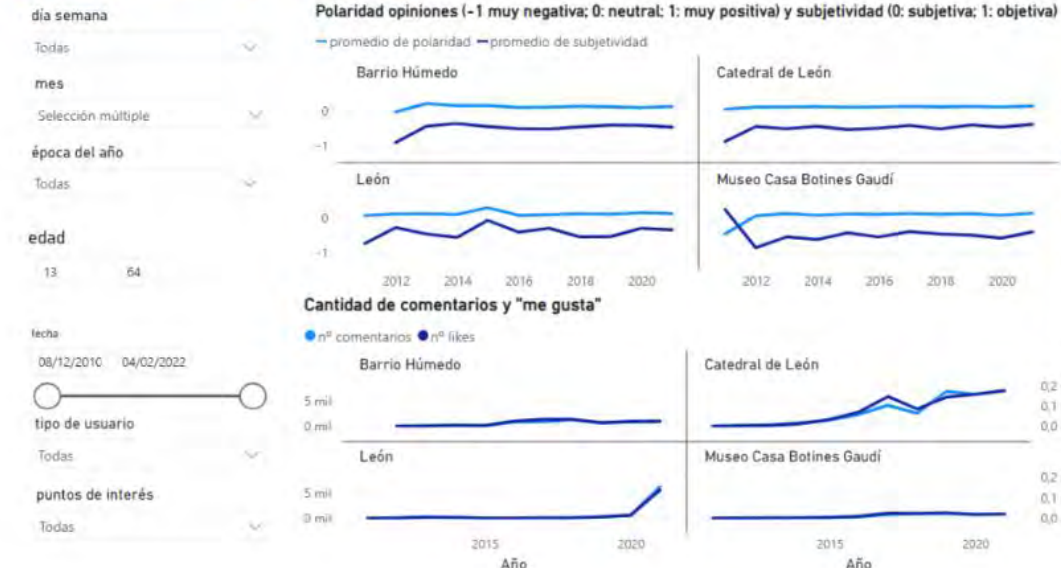 día semana
Todas
mes
Selección múltiple
época del año
Todas
edad
13 64
fecha
08/12/2010 04/02/2022
tipo de usuario
Todas
puntos de interés
Todas
Polaridad opiniones (-1 muy negativa; 0: neutral; 1: muy positiva) y subjetividad (0: subjetiva; 1: objetiva)
promedio de polaridad promedio de subjetividad
Barrio Húmedo
Catedral de León
0
-1
León
Museo Casa Botines Gaudí
0
-1
2012 2014 2016 2018 2020
2012 2014 2016 2018 2020
Cantidad de comentarios y "me gusta"
nº comentarios nº likes
Barrio Húmedo
Catedral de León
5 mil
0 mil
0,2
0,1
0,0
León
Museo Casa Botines Gaudí
5 mil
0 mil
0,2
0,1
0,0
2015 2020
2015 2020
Año
Año